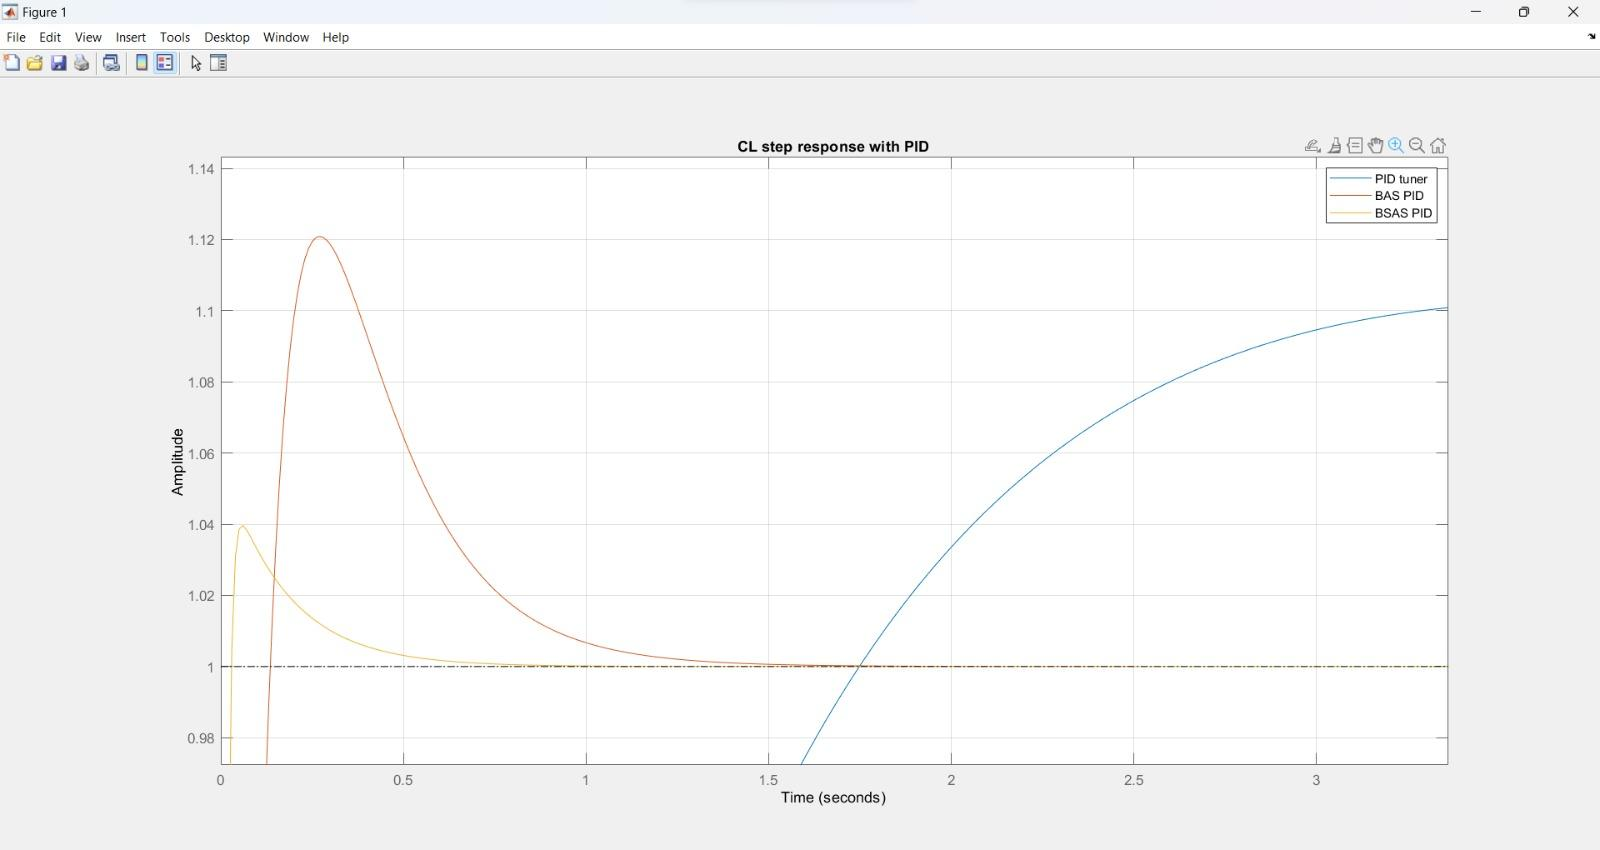 Figure 1
File Edit View Insert Tools Desktop Window Help
CL step response with PID
PID tuner
BAS PID
BSAS PID
1.14
1.12
1.1
1.08
1.06
1.04
1.02
1
0.98
Amplitude
0 0.5 1 1.5 2 2.5 3
Time (seconds)